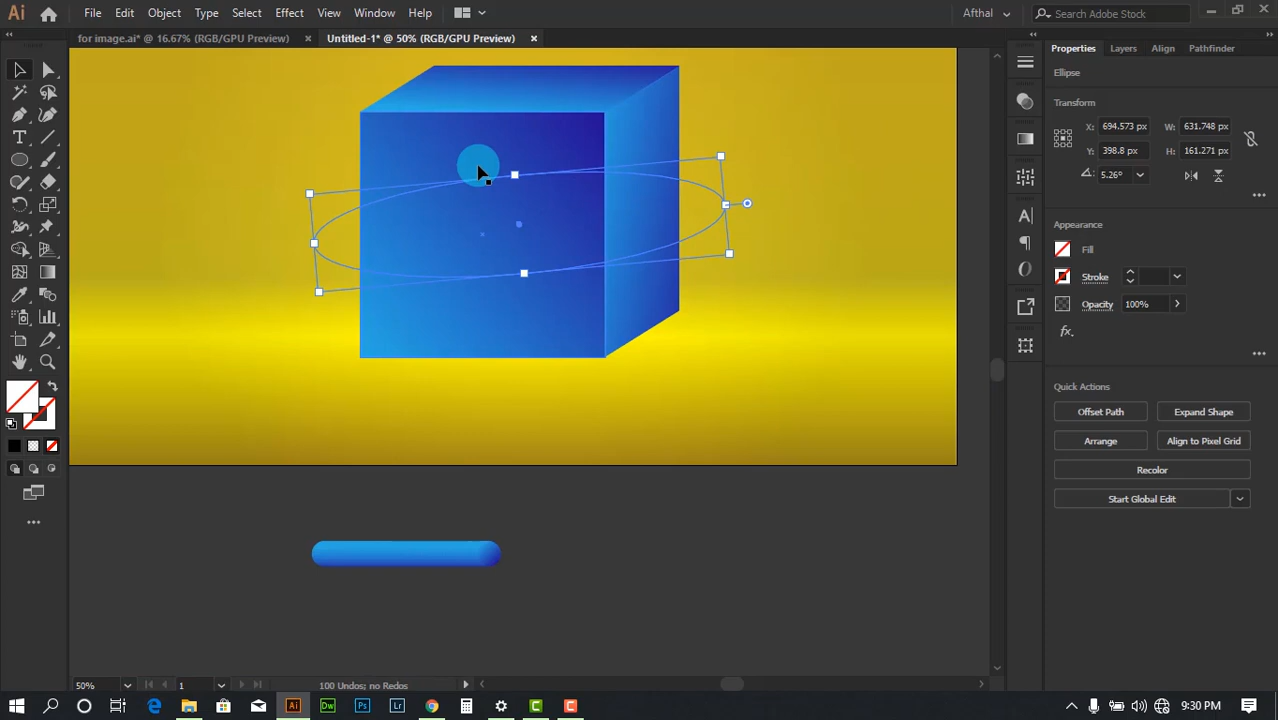 Ai File Edit Object Type Select Effect View Window Help Afthal Search Adobe Stock
for image.ai* @ 16.67% (RGB/GPU Preview) × Untitled-1* @ 50% (RGB/GPU Preview) ×
Properties Layers Align Pathfinder
Ellipse
Transform
X: 694.573 px W: 631.748 px
Y: 398.8 px H: 161.271 px
5.26°
Appearance
Fill
Stroke
Opacity 100%
fx.
Quick Actions
Offset Path Expand Shape
Arrange Align to Pixel Grid
Recolor
Start Global Edit
50% 1 100 Undos; no Redos
Ai Dw Ps Lr 9:30 PM